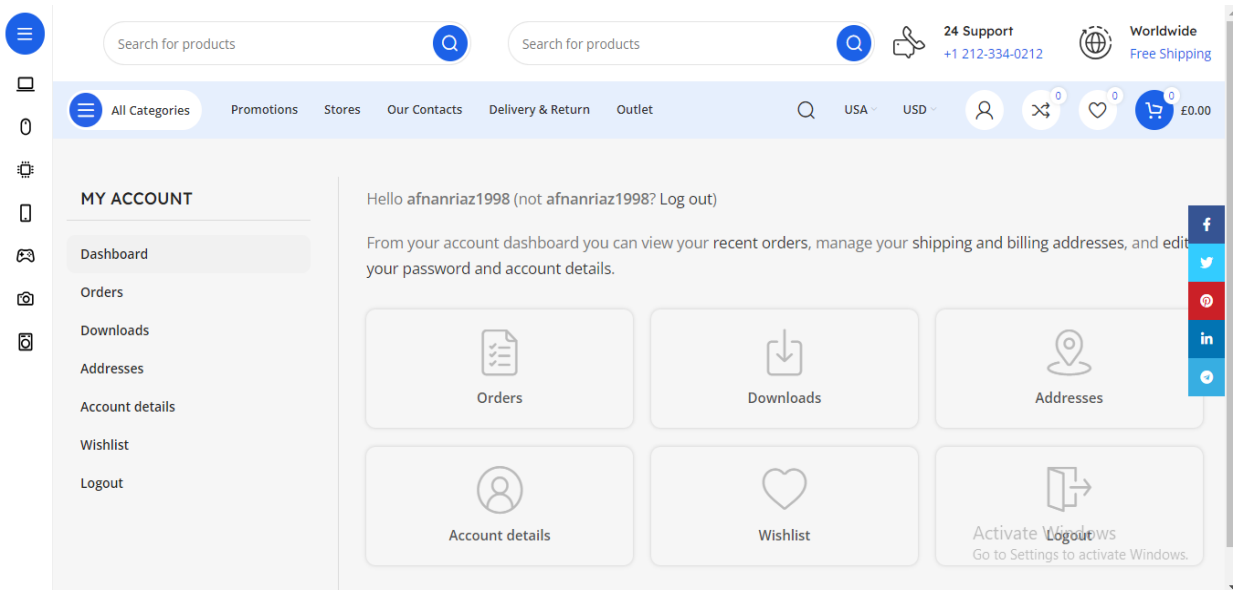 Search for products
Search for products
24 Support
+1 212-334-0212
Worldwide
Free Shipping
All Categories
Promotions
Stores
Our Contacts
Delivery & Return
Outlet
USA
USD
0
0
0
£0.00
MY ACCOUNT
Dashboard
Orders
Downloads
Addresses
Account details
Wishlist
Logout
Hello afnanriaz1998 (not afnanriaz1998? Log out)
From your account dashboard you can view your recent orders, manage your shipping and billing addresses, and edit
your password and account details.
f
in
Orders
Downloads
Addresses
Account details
Wishlist
Logout
Activate Windows
Go to Settings to activate Windows.